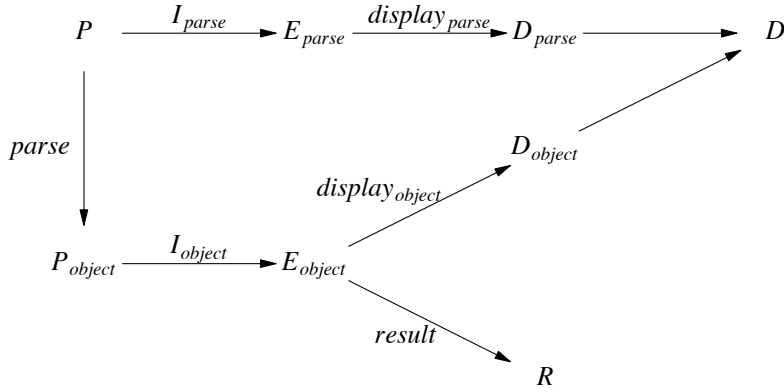 P I_parse E_parse display_parse D_parse D
parse
D_object
display_object
P_object I_object E_object
result
R